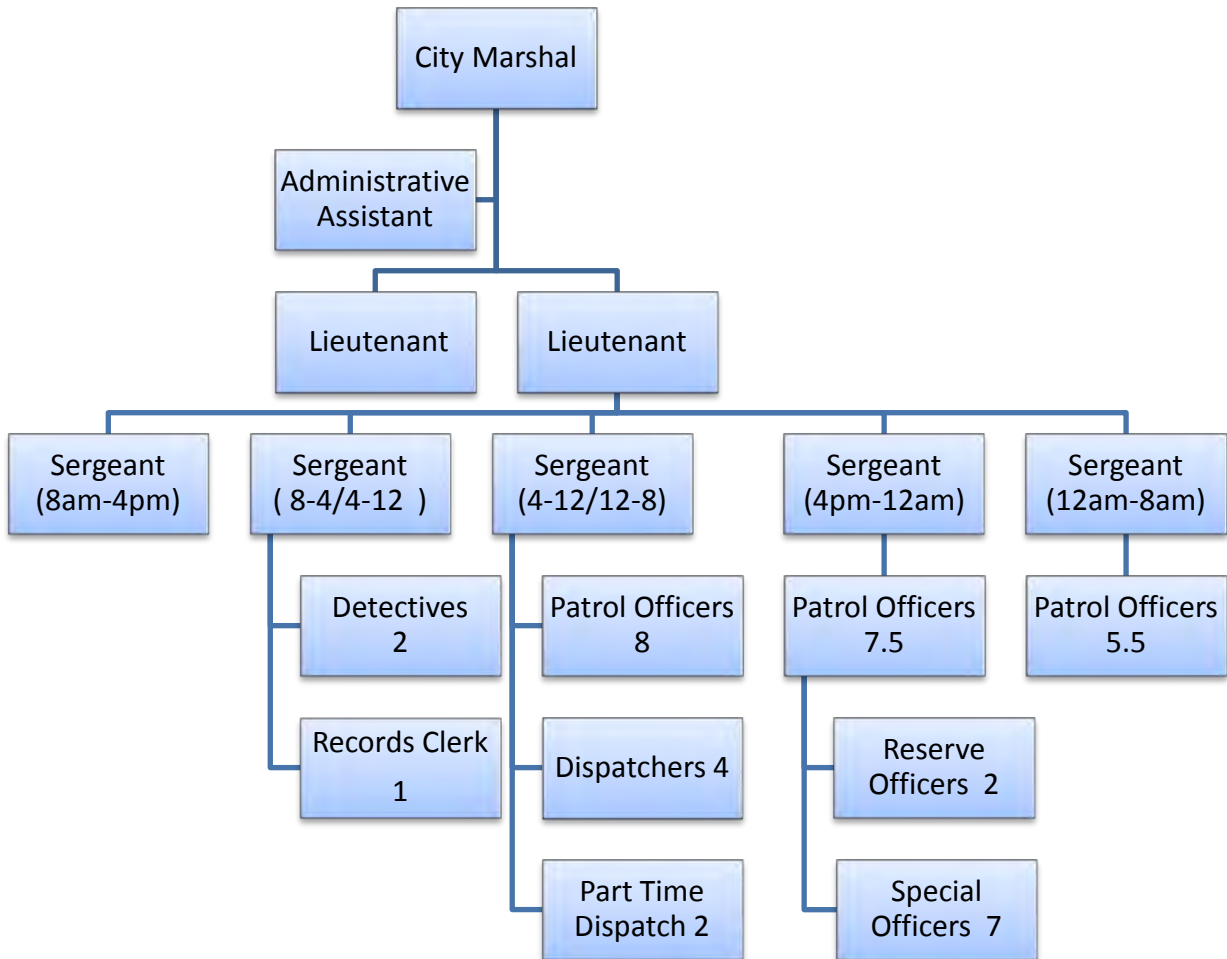 City Marshal
Administrative
Assistant
Lieutenant
Lieutenant
Sergeant
(8am-4pm)
Sergeant
( 8-4/4-12 )
Sergeant
(4-12/12-8)
Sergeant
(4pm-12am)
Sergeant
(12am-8am)
Detectives
2
Patrol Officers
8
Patrol Officers
7.5
Patrol Officers
5.5
Records Clerk
1
Dispatchers 4
Reserve
Officers 2
Part Time
Dispatch 2
Special
Officers 7